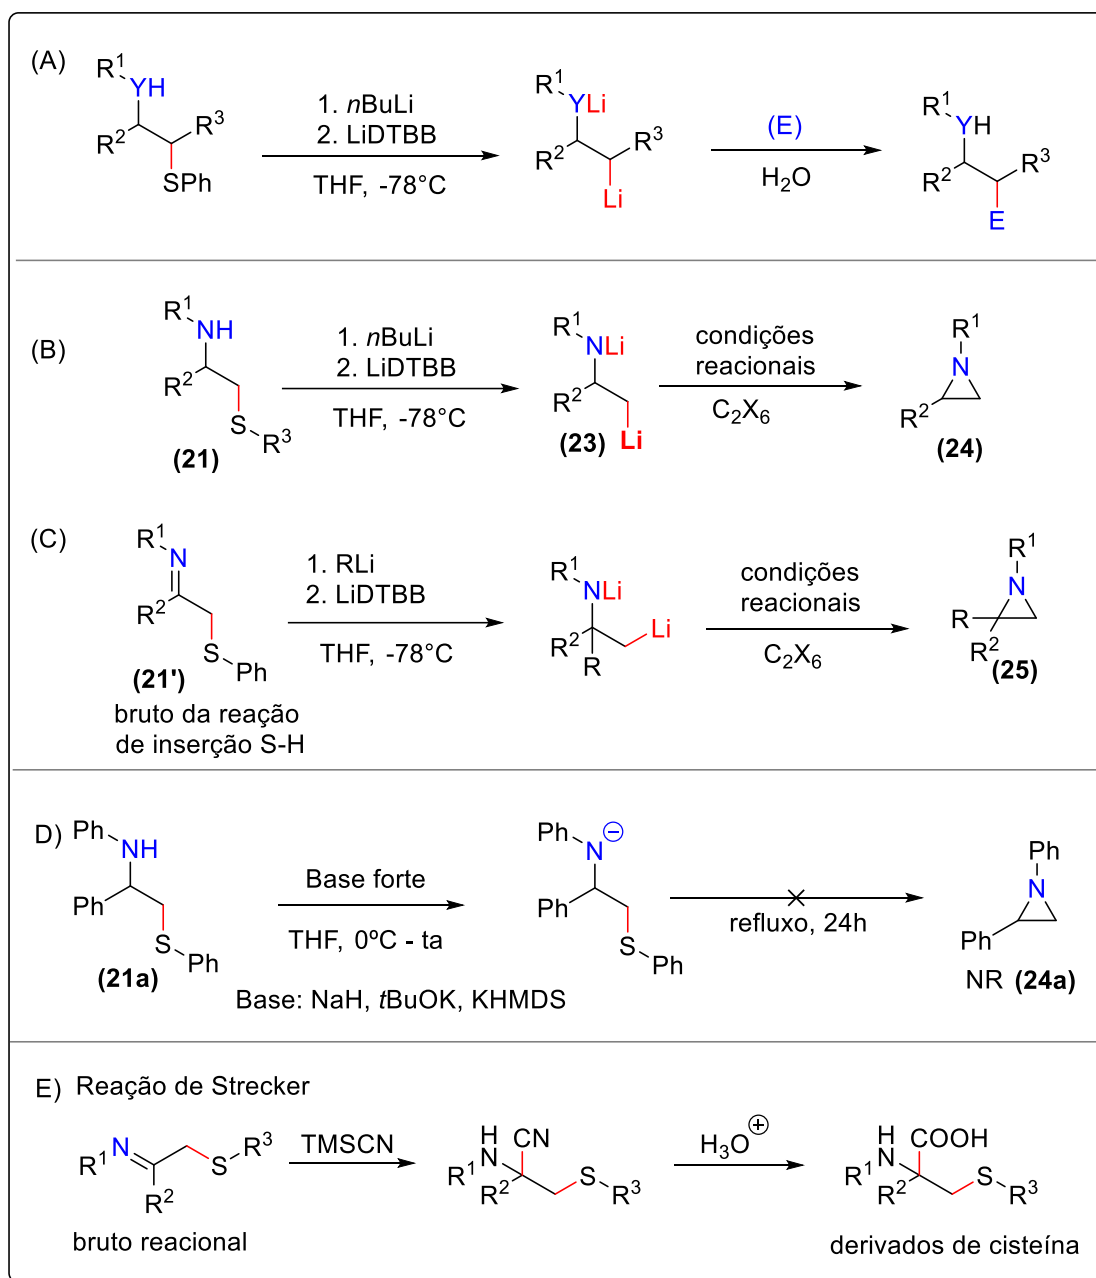 (A)
R¹
YH
R²
R³
SPh
1. nBuLi
2. LiDTBB
THF, -78°C
R¹
YLi
R²
R³
Li
(E)
H₂O
R¹
YH
R²
R³
E
(B)
R¹
NH
R²
S
R³
(21)
1. nBuLi
2. LiDTBB
THF, -78°C
R¹
NLi
R²
Li
(23)
condições
reacionais
C₂X₆
R¹
N
R²
(24)
(C)
R¹
N
R²
S
Ph
(21')
bruto da reação
de inserção S-H
1. RLi
2. LiDTBB
THF, -78°C
R¹
NLi
R²
R
Li
condições
reacionais
C₂X₆
R¹
N
R
R²
(25)
D)
Ph
NH
Ph
S
Ph
(21a)
Base forte
THF, 0ºC - ta
Base: NaH, tBuOK, KHMDS
Ph
N
⊖
Ph
S
Ph
refluxo, 24h
Ph
N
Ph
NR (24a)
E) Reação de Strecker
R¹
N
R²
S
R³
bruto reacional
TMSCN
H
N
R¹
CN
R²
S
R³
H₃O⊕
H
N
R¹
COOH
R²
S
R³
derivados de cisteína